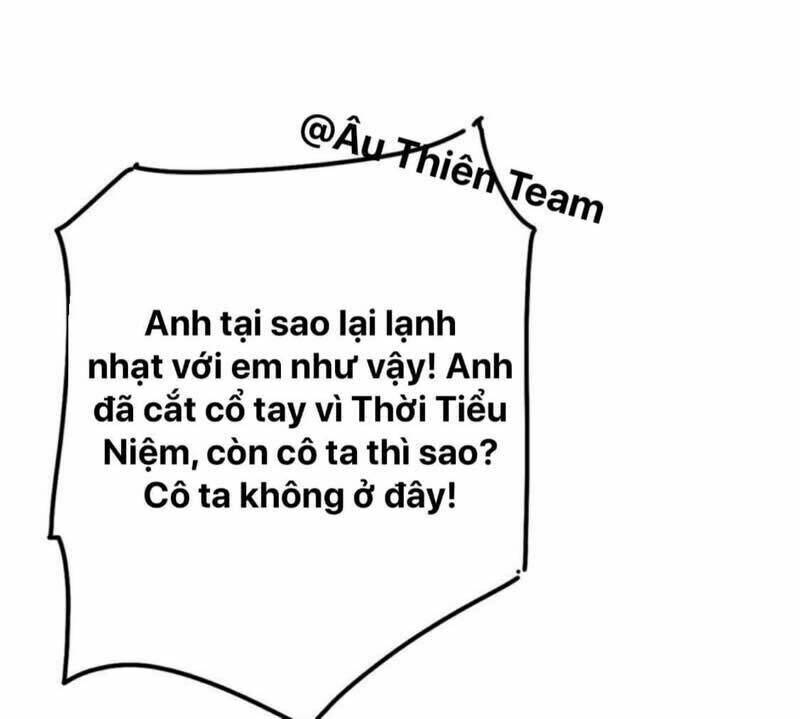 @Âu Thiên Team
Anh tại sao lại lạnh
nhạt với em như vậy! Anh
đã cắt cổ tay vì Thời Tiểu
Niệm, còn cô ta thì sao?
Cô ta không ở đây!